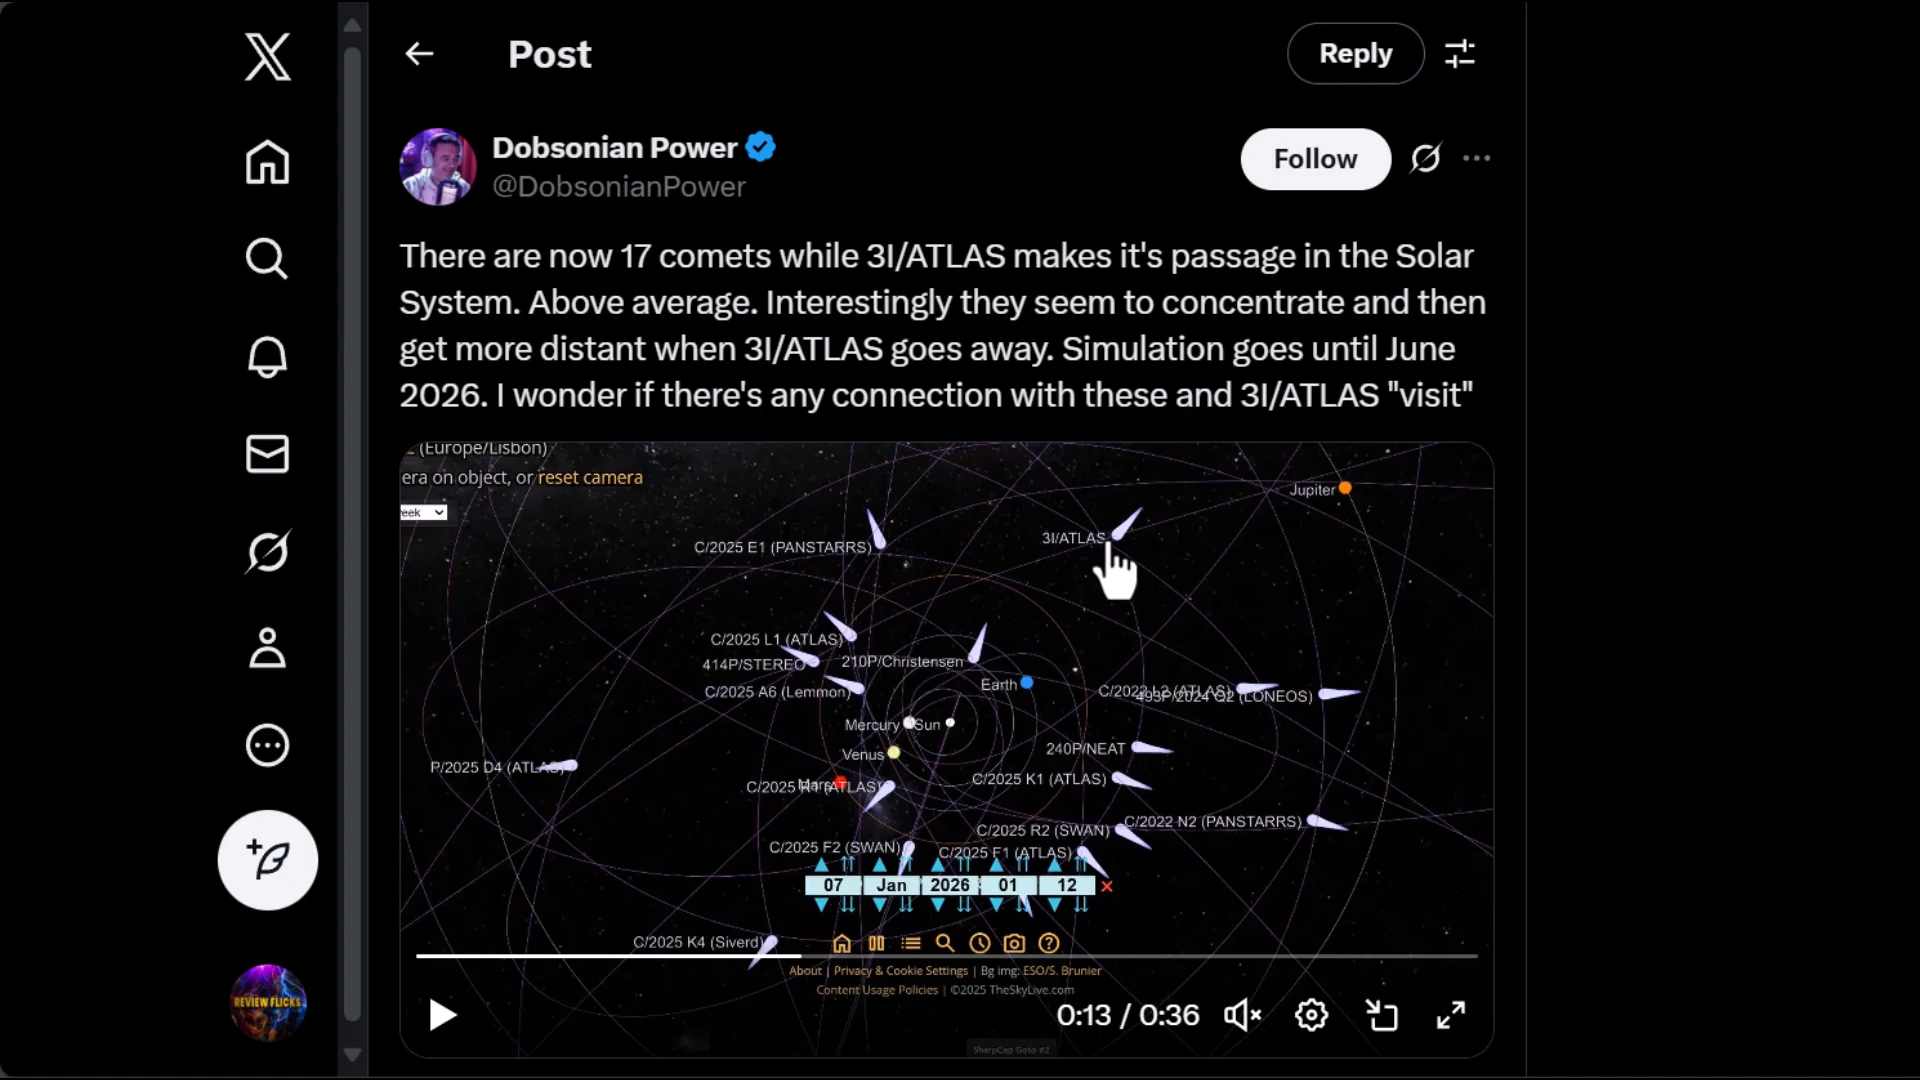 Post
Reply
Dobsonian Power
@DobsonianPower
Follow
There are now 17 comets while 3I/ATLAS makes it's passage in the Solar
System. Above average. Interestingly they seem to concentrate and then
get more distant when 3I/ATLAS goes away. Simulation goes until June
2026. I wonder if there's any connection with these and 3I/ATLAS "visit"
(Europe/Lisbon)
era on object, or reset camera
eek
Jupiter
3I/ATLAS
C/2025 E1 (PANSTARRS)
C/2025 L1 (ATLAS)
414P/STEREO
210P/Christensen
C/2025 A6 (Lemmon)
Earth
C/2022 L2 (ATLAS)
493P/2024 Q2 (LONEOS)
Mercury
Sun
Venus
240P/NEAT
P/2025 D4 (ATLAS)
C/2025 K1 (ATLAS)
Mars
C/2025 R1 (ATLAS)
C/2022 N2 (PANSTARRS)
C/2025 R2 (SWAN)
C/2025 F2 (SWAN)
C/2025 F1 (ATLAS)
07 Jan 2026 01 12
C/2025 K4 (Siverd)
About | Privacy & Cookie Settings | Bg img: ESO/S. Brunier
Content Usage Policies | ©2025 TheSkyLive.com
0:13 / 0:36
SharpCap Goto #2
REVIEW FLICKS